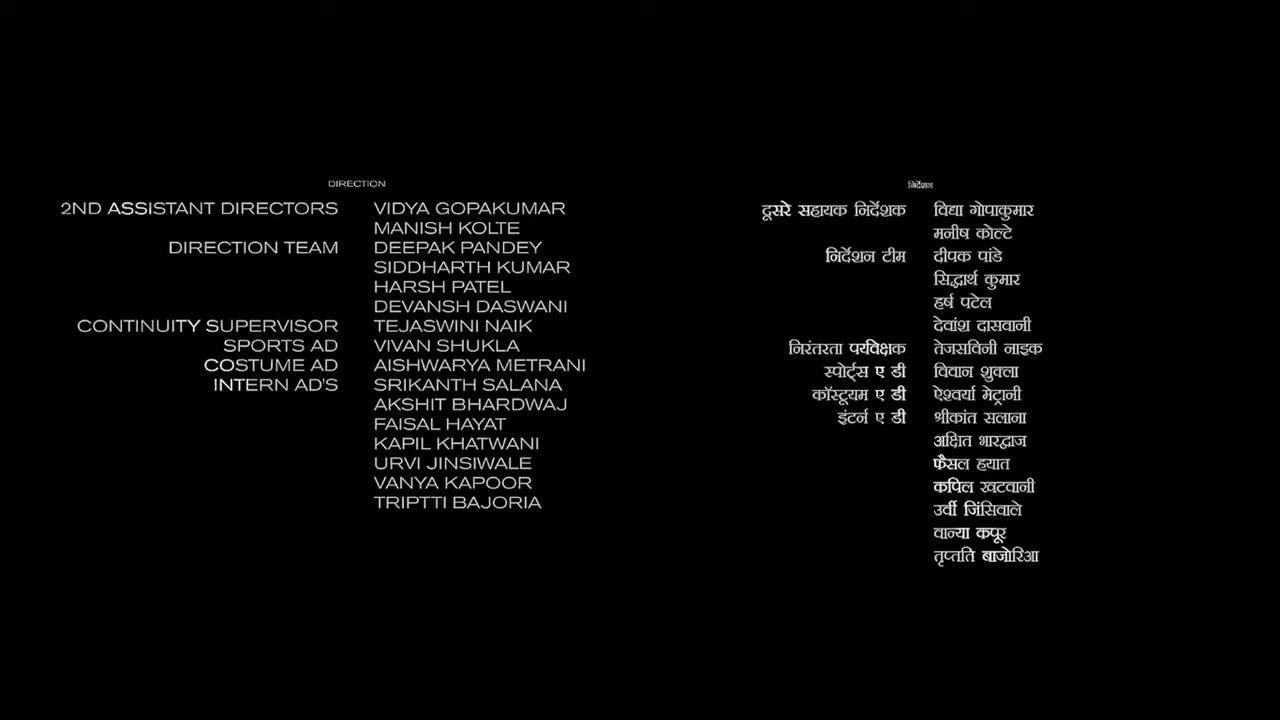 DIRECTION
2ND ASSISTANT DIRECTORS VIDYA GOPAKUMAR
MANISH KOLTE
DIRECTION TEAM DEEPAK PANDEY
SIDDHARTH KUMAR
HARSH PATEL
DEVANSH DASWANI
CONTINUITY SUPERVISOR TEJASWINI NAIK
SPORTS AD VIVAN SHUKLA
COSTUME AD AISHWARYA METRANI
INTERN AD'S SRIKANTH SALANA
AKSHIT BHARDWAJ
FAISAL HAYAT
KAPIL KHATWANI
URVI JINSIWALE
VANYA KAPOOR
TRIPTTI BAJORIA
निर्देशन
दूसरे सहायक निर्देशक विद्या गोपाकुमार
मनीष कोल्टे
निर्देशन टीम दीपक पांडे
सिद्धार्थ कुमार
हर्ष पटेल
देवांश दासवानी
निरंतरता पर्यवेक्षक तेजसविनी नाइक
स्पोर्ट्स ए डी विवान शुक्ला
कॉस्टूयम ए डी ऐश्वर्या मेट्रानी
इंटर्न ए डी श्रीकांत सलाना
अक्षित भारद्वाज
फैसल हयात
कपिल खटवानी
उर्वी जिंसिवाले
वान्या कपूर
तृप्तति बाजोरिआ